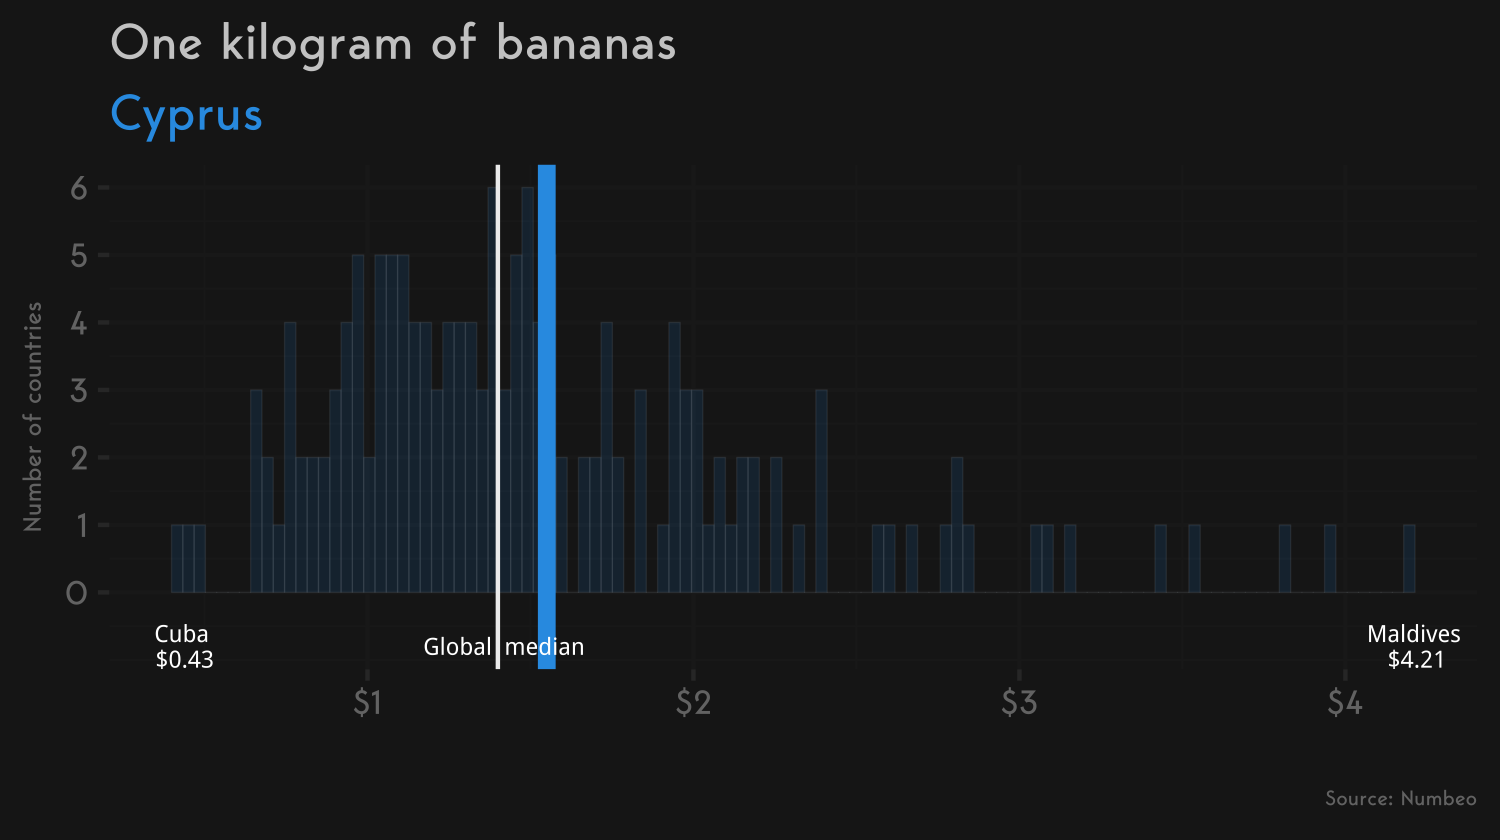 One kilogram of bananas
Cyprus
Number of countries
6
5
4
3
2
1
0
Cuba
$0.43
Global median
Maldives
$4.21
$1
$2
$3
$4
Source: Numbeo